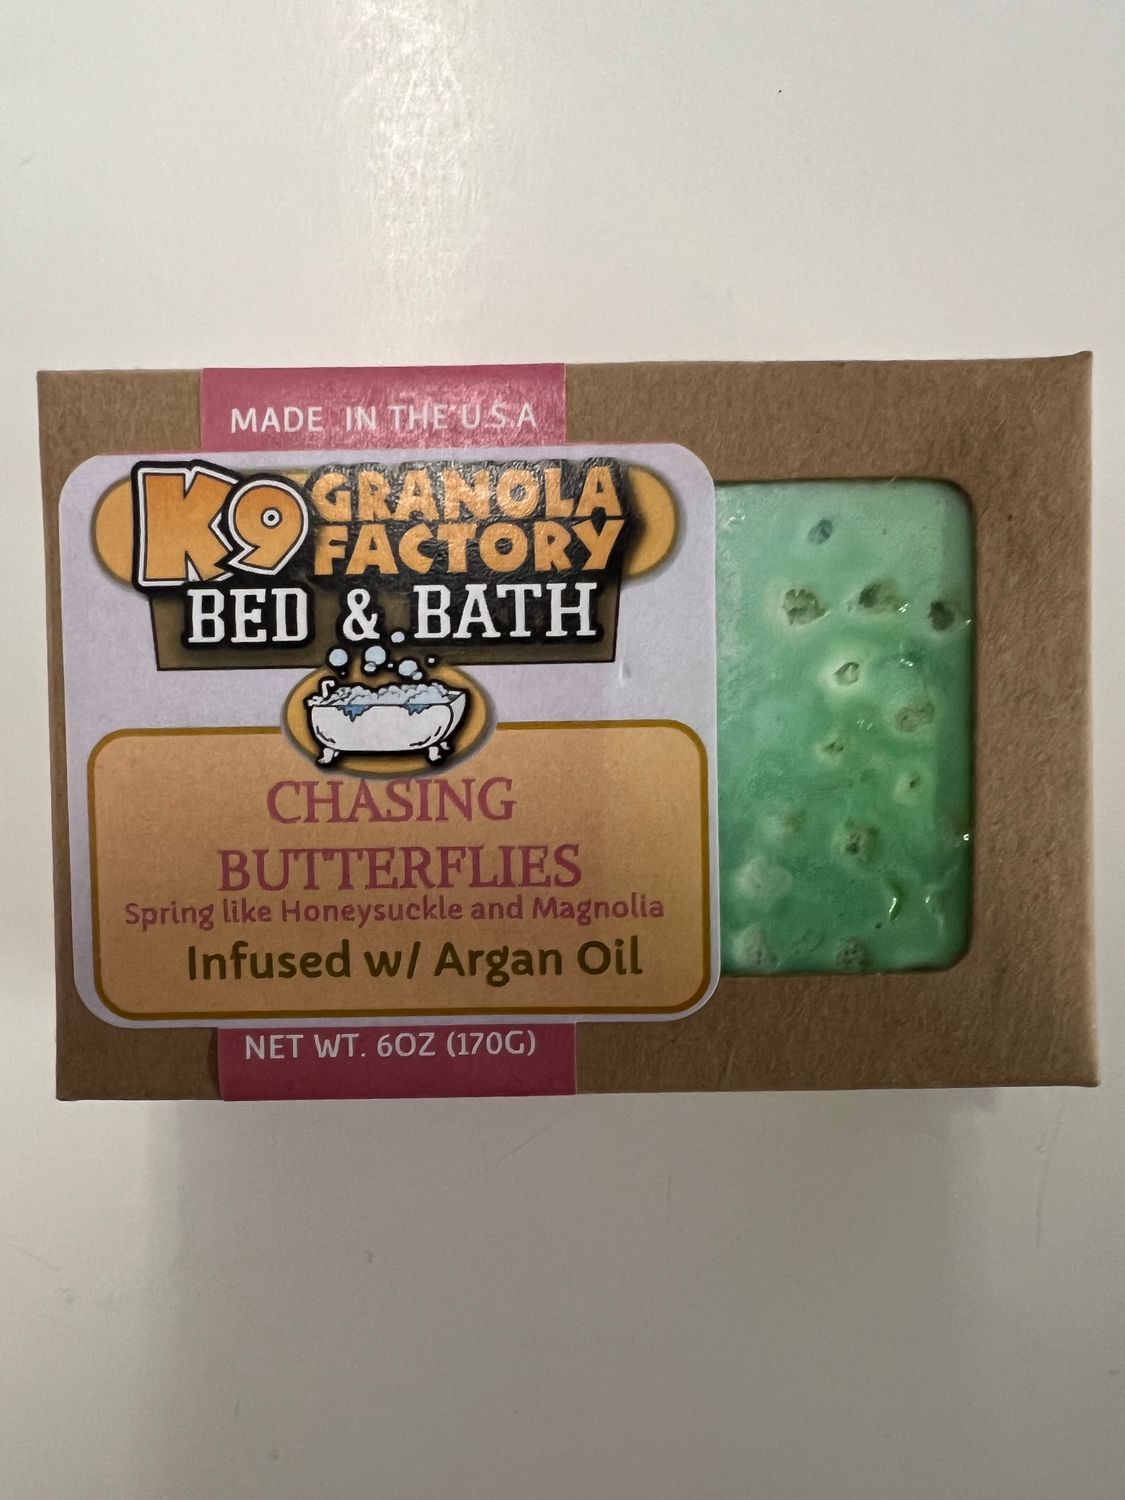 MADE IN THE U.S.A
K9 GRANOLA
FACTORY
BED & BATH
CHASING
BUTTERFLIES
Spring like Honeysuckle and Magnolia
Infused w/ Argan Oil
NET WT. 6OZ (170G)